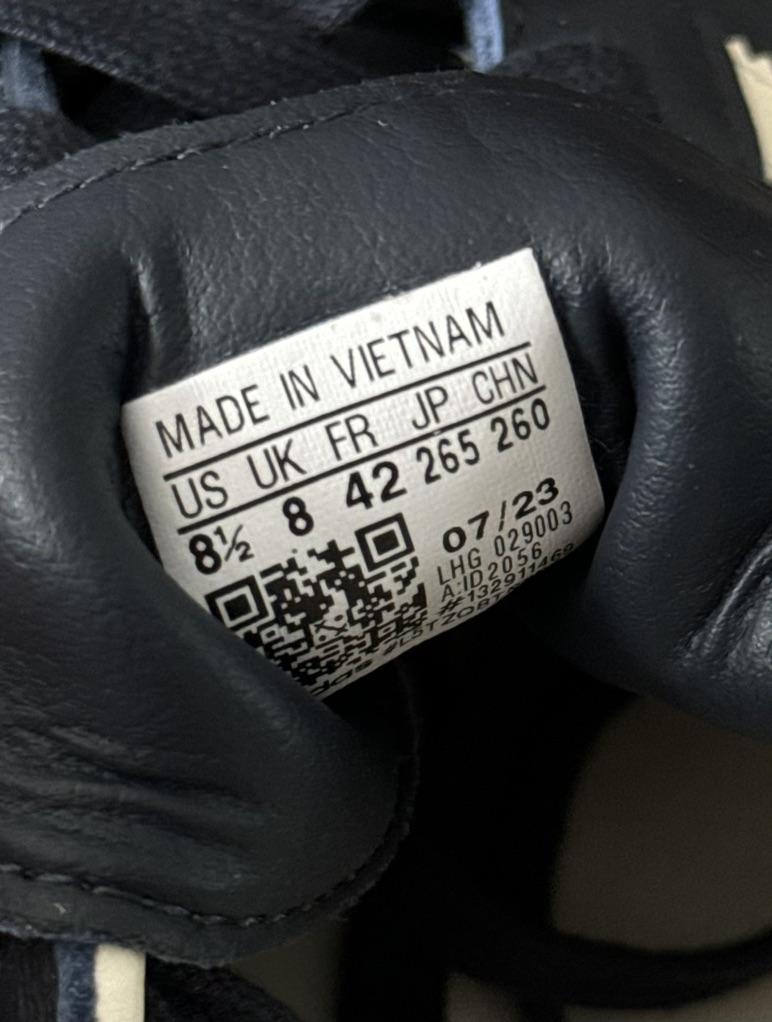 MADE IN VIETNAM
US UK FR JP CHN
8½ 8 42 265 260
07/23
LHG 029003
A:ID2056
#132911469